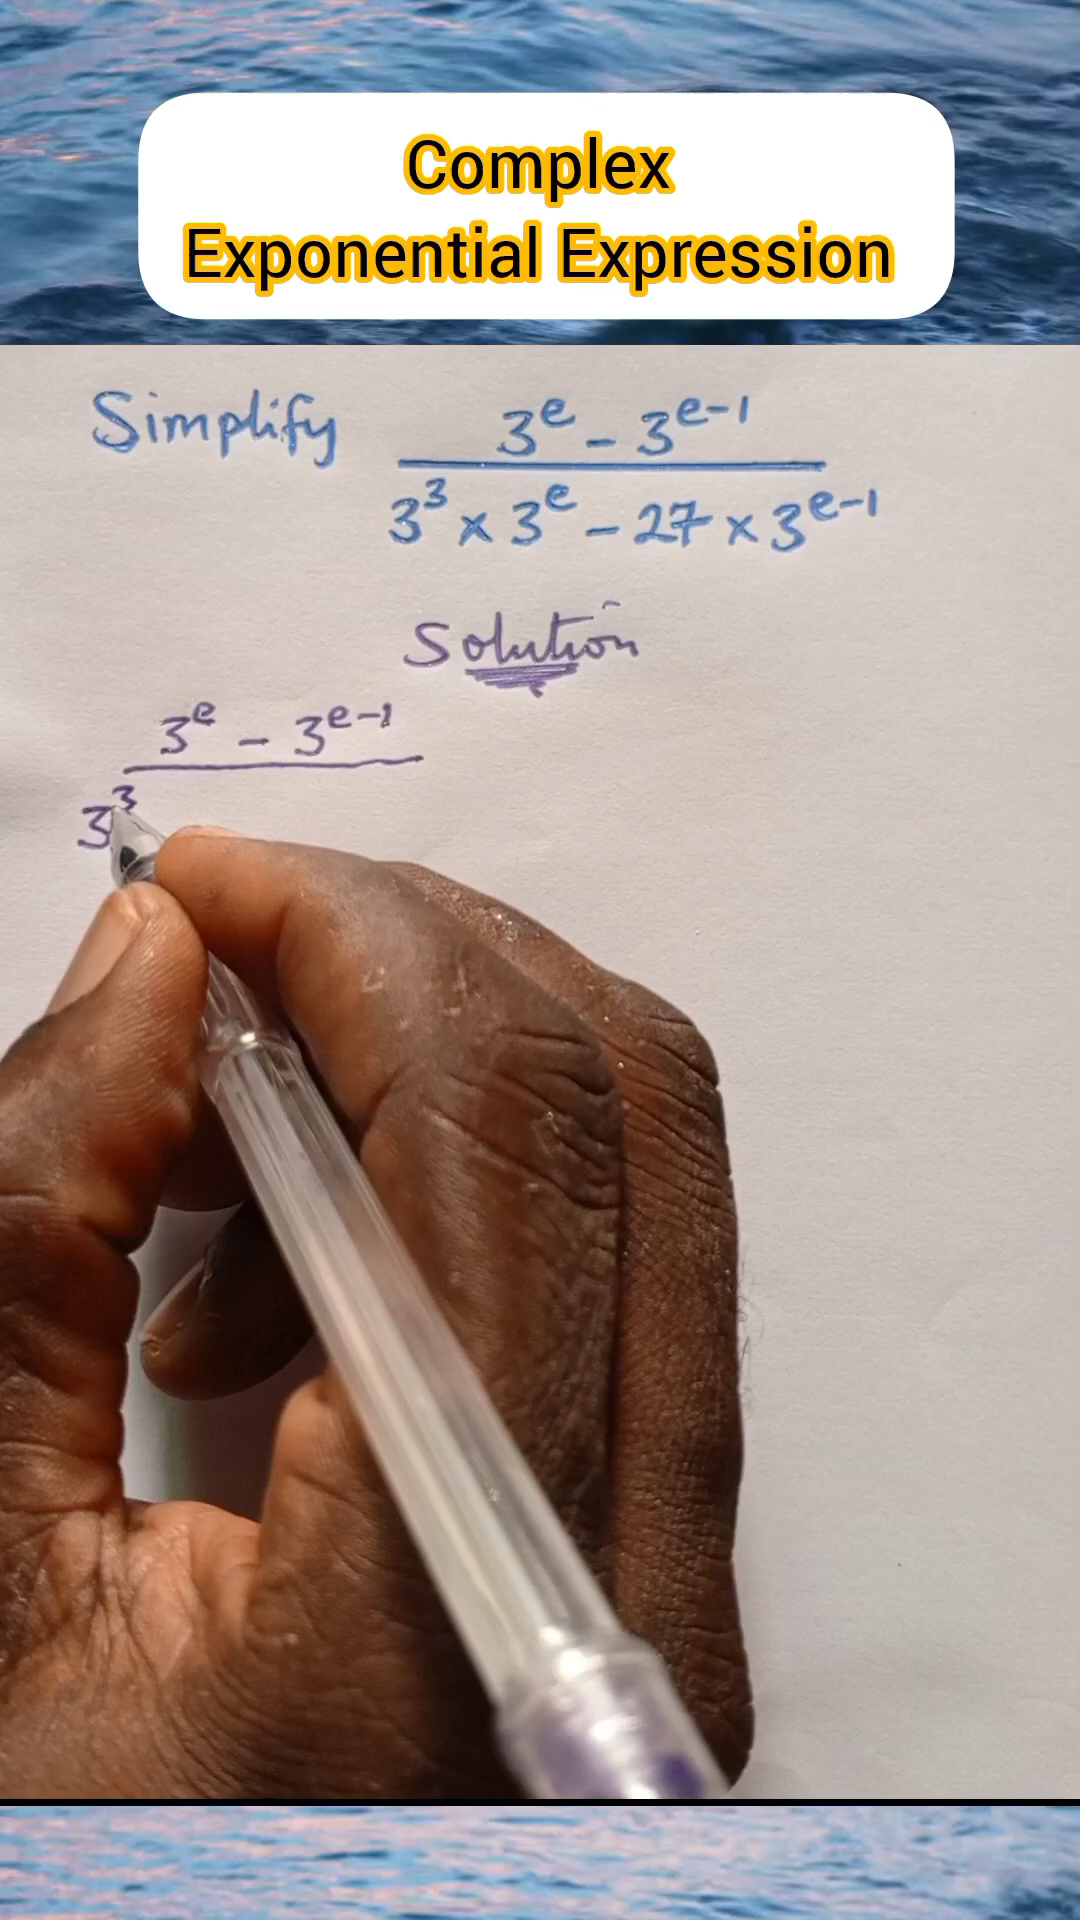 Complex
Exponential Expression
Simplify (3^e - 3^(e-1)) / (3^3 × 3^e - 27 × 3^(e-1))
Solution
3^e - 3^(e-1)
3^3